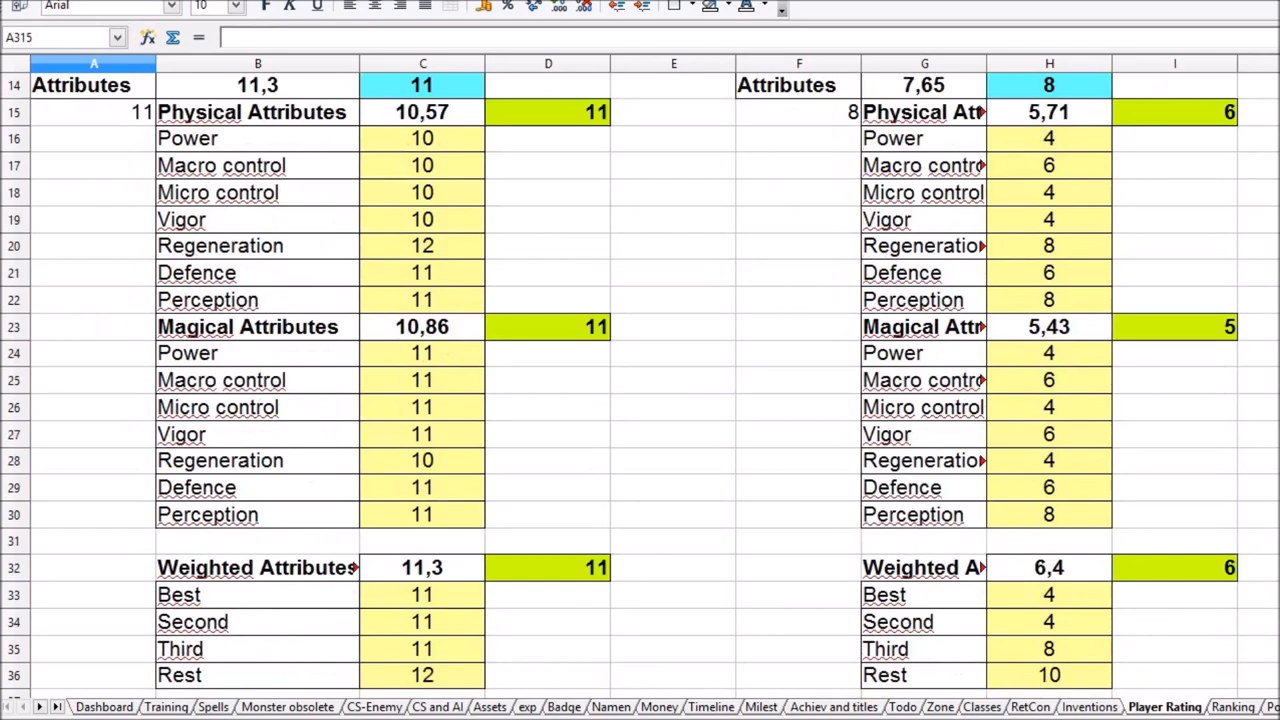 Arial 10
A315
A B C D E F G H I
14 Attributes 11,3 11 Attributes 7,65 8
15 11 Physical Attributes 10,57 11 8 Physical Att 5,71 6
16 Power 10 Power 4
17 Macro control 10 Macro contro 6
18 Micro control 10 Micro control 4
19 Vigor 10 Vigor 4
20 Regeneration 12 Regeneratio 8
21 Defence 11 Defence 6
22 Perception 11 Perception 8
23 Magical Attributes 10,86 11 Magical Attr 5,43 5
24 Power 11 Power 4
25 Macro control 11 Macro contro 6
26 Micro control 11 Micro control 4
27 Vigor 11 Vigor 6
28 Regeneration 10 Regeneratio 4
29 Defence 11 Defence 6
30 Perception 11 Perception 8
31
32 Weighted Attributes 11,3 11 Weighted A 6,4 6
33 Best 11 Best 4
34 Second 11 Second 4
35 Third 11 Third 8
36 Rest 12 Rest 10
Dashboard Training Spells Monster obsolete CS-Enemy CS and AI Assets exp Badge Namen Money Timeline Milest Achiev and titles Todo Zone Classes RetCon Inventions Player Rating Ranking